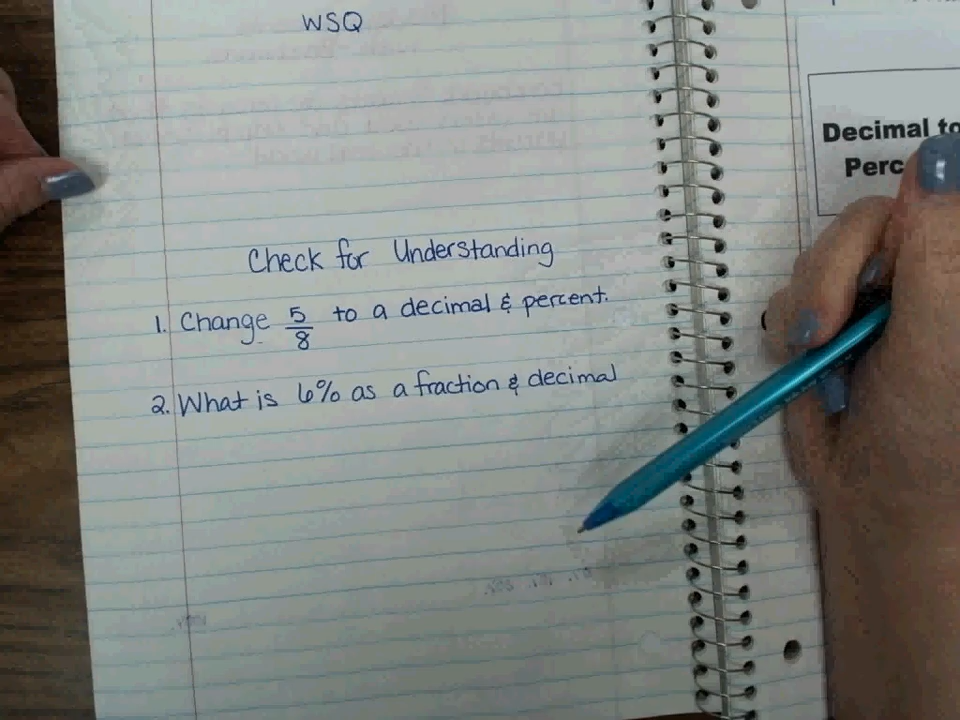 WSQ
Decimal to
Perc
Check for Understanding
1. Change 5/8 to a decimal & percent.
2. What is 6% as a fraction & decimal